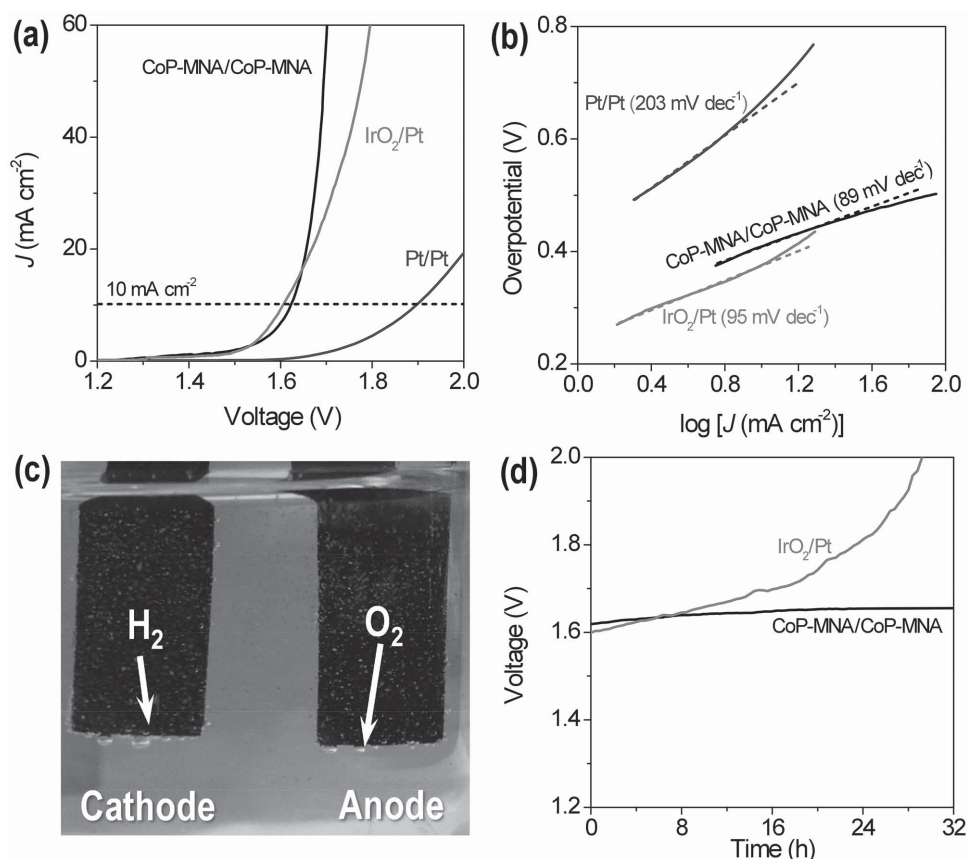 (a)
60
40
20
0
J (mA cm⁻²)
CoP-MNA/CoP-MNA
IrO₂/Pt
Pt/Pt
10 mA cm⁻²
1.2 1.4 1.6 1.8 2.0
Voltage (V)
(b)
0.8
0.6
0.4
0.2
Overpotential (V)
Pt/Pt (203 mV dec⁻¹)
CoP-MNA/CoP-MNA (89 mV dec⁻¹)
IrO₂/Pt (95 mV dec⁻¹)
0.0 0.4 0.8 1.2 1.6 2.0
log [J (mA cm⁻²)]
(c)
H₂
O₂
Cathode
Anode
(d)
2.0
1.8
1.6
1.4
1.2
Voltage (V)
IrO₂/Pt
CoP-MNA/CoP-MNA
0 8 16 24 32
Time (h)